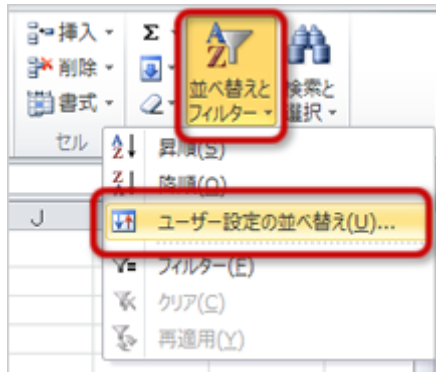 挿入
Σ
削除
書式
並べ替えと
フィルター
検索と
選択
セル
昇順(S)
降順(O)
J
ユーザー設定の並べ替え(U)...
フィルター(E)
クリア(C)
再適用(Y)